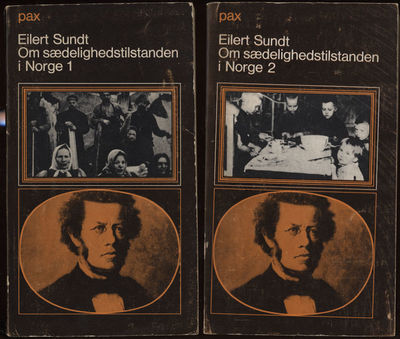 pax
Eilert Sundt
Om sædelighedstilstanden
i Norge 1
pax
Eilert Sundt
Om sædelighedstilstanden
i Norge 2